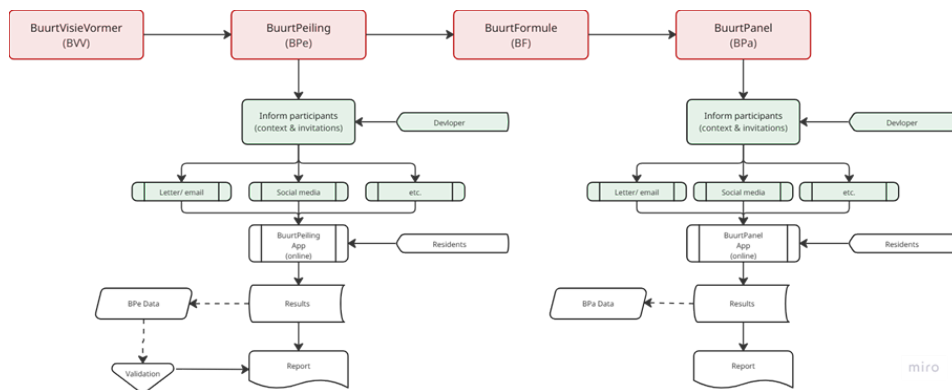 BuurtVisieVormer
(BVV)
BuurtPeiling
(BPe)
BuurtFormule
(BF)
BuurtPanel
(BPa)
Inform participants
(context & invitations)
Devloper
Inform participants
(context & invitations)
Devloper
Letter/ email
Social media
etc.
Letter/ email
Social media
etc.
BuurtPeiling
App
(online)
Residents
BuurtPanel
App
(online)
Residents
BPe Data
Results
BPa Data
Results
Validation
Report
Report
miro